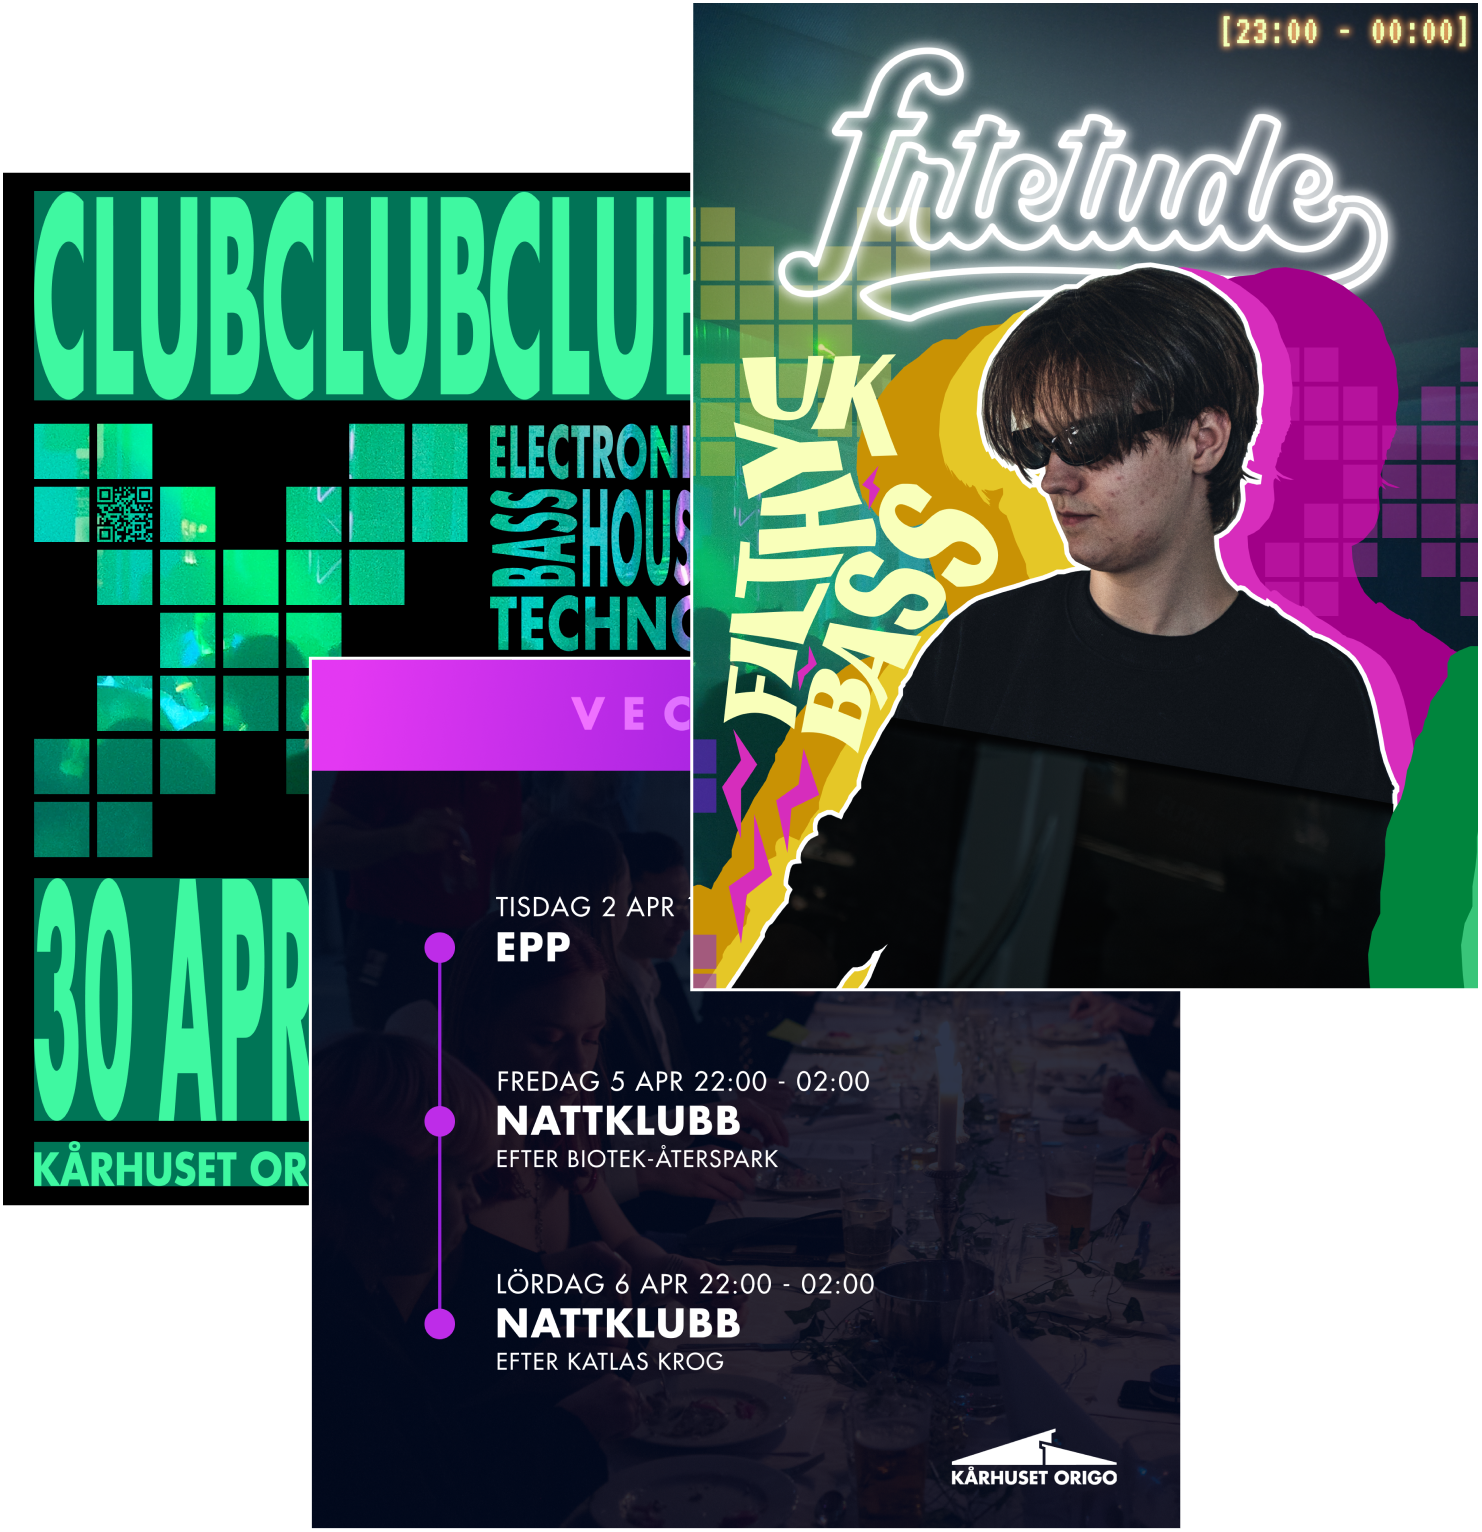 [23:00 - 00:00]
fritetude
FILTHY UK
BASS
CLUBCLUBCLUB
ELECTRONI
BASS
HOUS
TECHNO
30 APR
KÅRHUSET ORI
VEC
TISDAG 2 APR 1
EPP
FREDAG 5 APR 22:00 - 02:00
NATTKLUBB
EFTER BIOTEK-ÅTERSPARK
LÖRDAG 6 APR 22:00 - 02:00
NATTKLUBB
EFTER KATLAS KROG
KÅRHUSET ORIGO